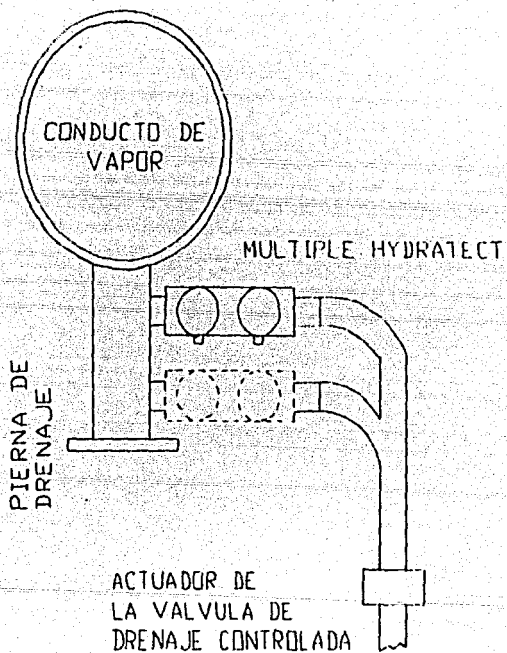 CONDUCTO DE
VAPOR
MULTIPLE HYDRATECT
PIERNA DE
DRENAJE
ACTUADOR DE
LA VALVULA DE
DRENAJE CONTROLADA